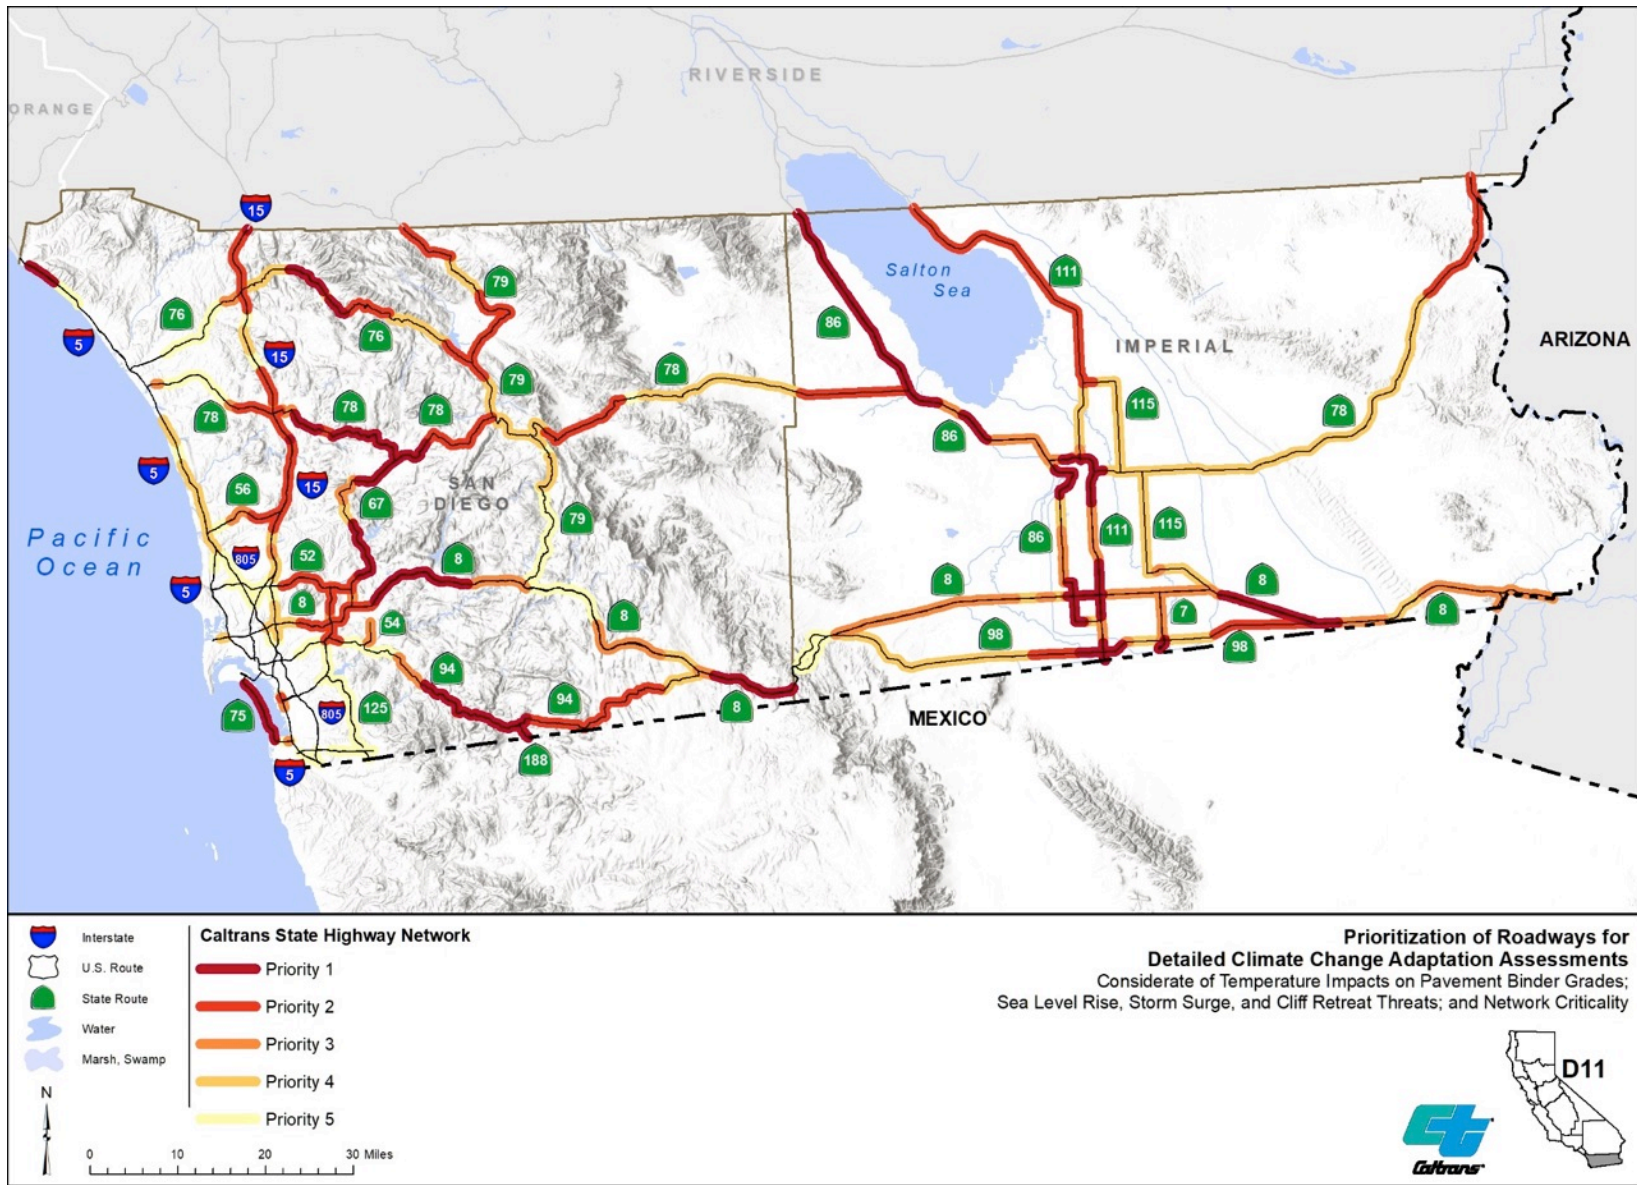 RIVERSIDE
ORANGE
15
Salton
Sea
79
111
86
76
5
IMPERIAL
ARIZONA
15
76
79
78
115
78
78
78
78
86
5
56
15
SAN
DIEGO
67
79
Pacific
Ocean
805
52
8
86
111
115
5
8
8
8
54
8
7
8
98
98
94
94
75
805
125
8
MEXICO
188
5
Interstate
U.S. Route
State Route
Water
Marsh, Swamp
N
Caltrans State Highway Network
Priority 1
Priority 2
Priority 3
Priority 4
Priority 5
0 10 20 30 Miles
Prioritization of Roadways for
Detailed Climate Change Adaptation Assessments
Considerate of Temperature Impacts on Pavement Binder Grades;
Sea Level Rise, Storm Surge, and Cliff Retreat Threats; and Network Criticality
D11
ct
Caltrans